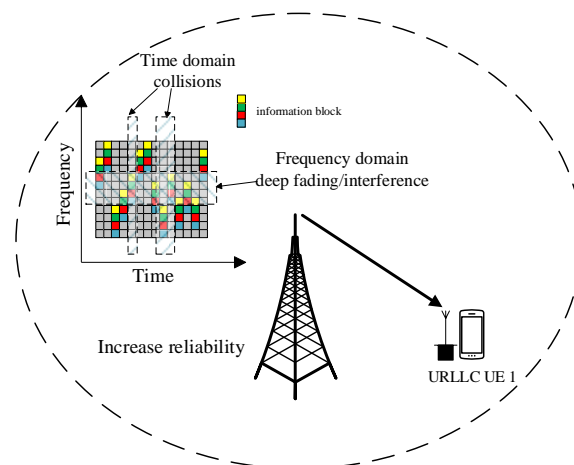 Time domain
collisions
information block
Frequency domain
deep fading/interference
Frequency
Time
Increase reliability
URLLC UE 1